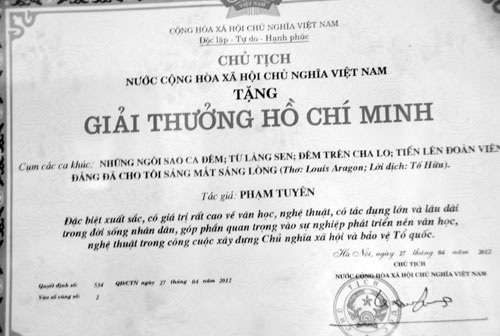 VIỆT NAM
CỘNG HÒA XÃ HỘI CHỦ NGHĨA VIỆT NAM
Độc lập - Tự do - Hạnh phúc
CHỦ TỊCH
NƯỚC CỘNG HÒA XÃ HỘI CHỦ NGHĨA VIỆT NAM
TẶNG
GIẢI THƯỞNG HỒ CHÍ MINH
Cụm các ca khúc: NHỮNG NGÔI SAO CA ĐÊM; TỪ LÀNG SEN; ĐÊM TRÊN CHA LO; TIẾN LÊN ĐOÀN VIÊN
ĐẢNG ĐÃ CHO TÔI SÁNG MẮT SÁNG LÒNG (Thơ: Louis Aragon; Lời dịch: Tố Hữu).
Tác giả: PHẠM TUYÊN
Đặc biệt xuất sắc, có giá trị rất cao về văn học, nghệ thuật, có tác dụng lớn và lâu dài
trong đời sống nhân dân, góp phần quan trọng vào sự nghiệp phát triển nền văn học,
nghệ thuật trong công cuộc xây dựng Chủ nghĩa xã hội và bảo vệ Tổ quốc.
Hà Nội, ngày 27 tháng 04 năm 2012
CHỦ TỊCH
NƯỚC CỘNG HÒA XÃ HỘI CHỦ NGHĨA VIỆT NAM
Quyết định số: 534 QĐ/CTN ngày 27 tháng 04 năm 2012
Vào sổ vàng số: 2